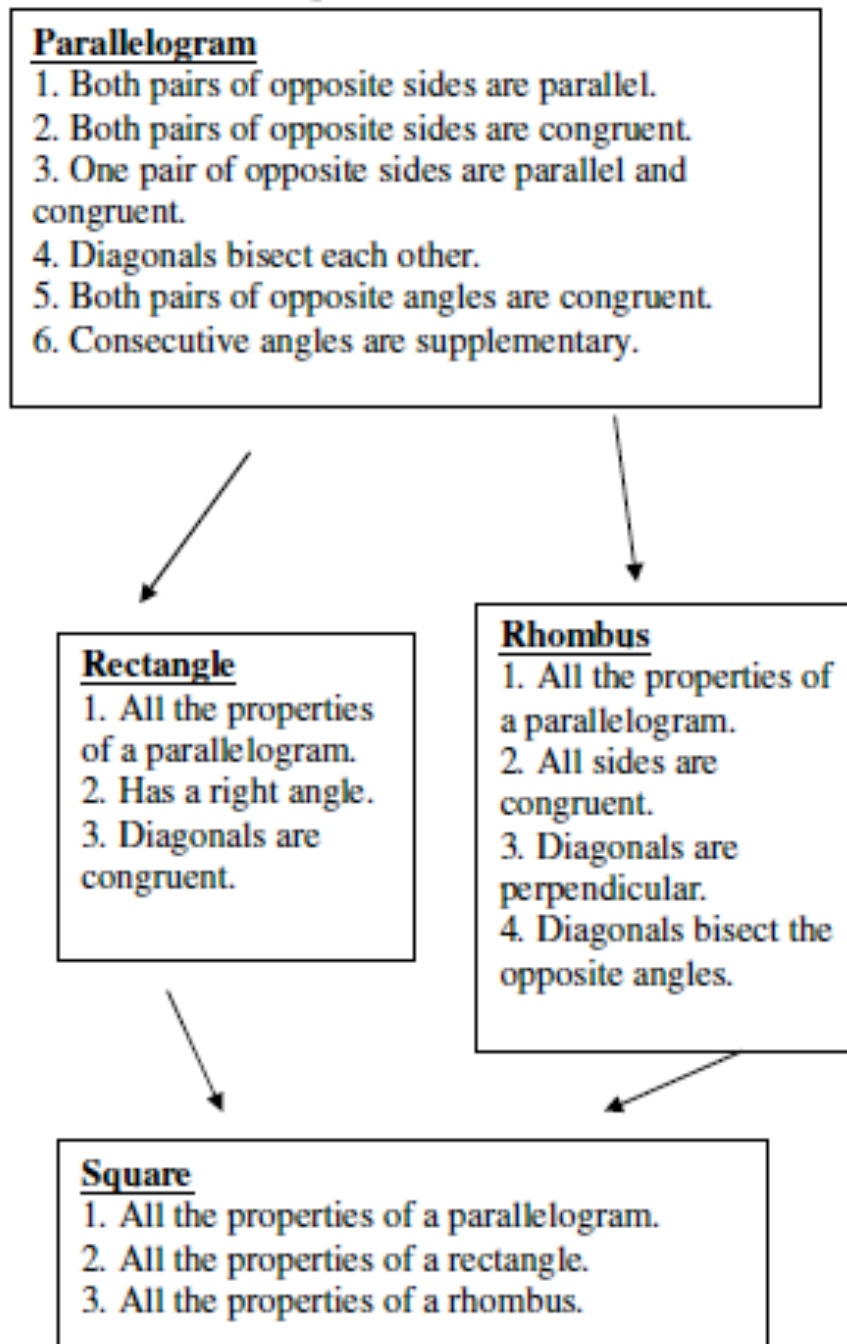 Parallelogram
1. Both pairs of opposite sides are parallel.
2. Both pairs of opposite sides are congruent.
3. One pair of opposite sides are parallel and
congruent.
4. Diagonals bisect each other.
5. Both pairs of opposite angles are congruent.
6. Consecutive angles are supplementary.
Rectangle
1. All the properties
of a parallelogram.
2. Has a right angle.
3. Diagonals are
congruent.
Rhombus
1. All the properties of
a parallelogram.
2. All sides are
congruent.
3. Diagonals are
perpendicular.
4. Diagonals bisect the
opposite angles.
Square
1. All the properties of a parallelogram.
2. All the properties of a rectangle.
3. All the properties of a rhombus.